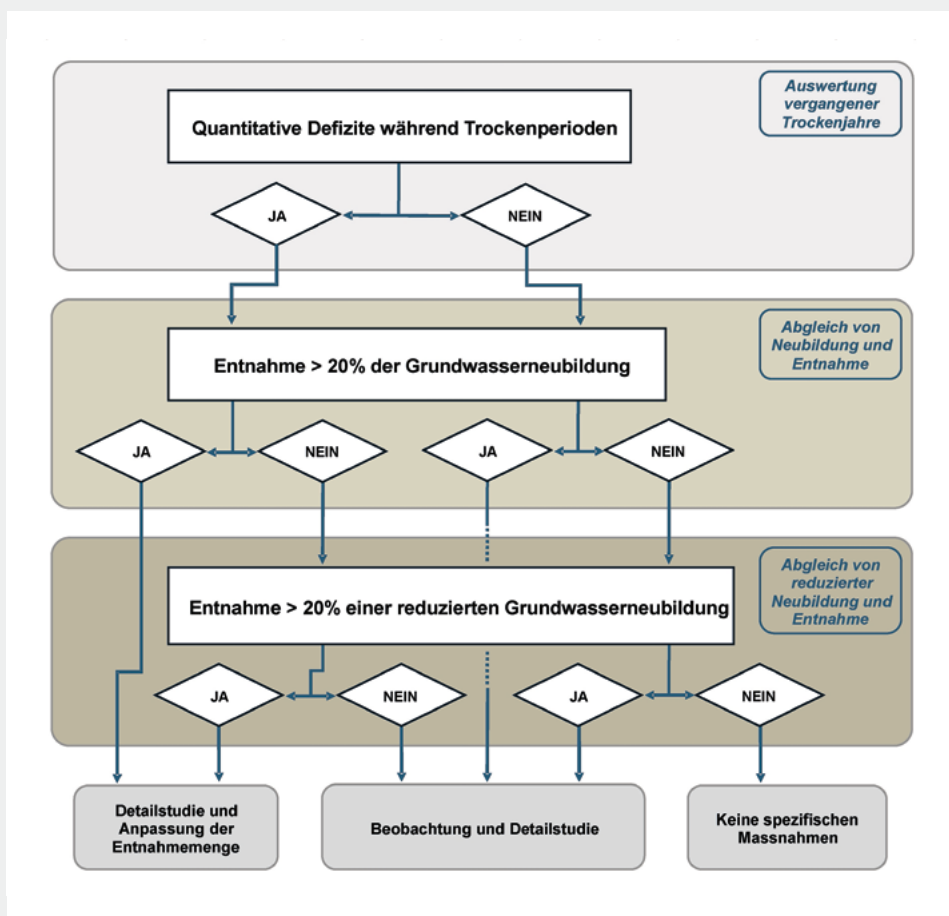 Auswertung
vergangener
Trockenjahre
Quantitative Defizite während Trockenperioden
JA
NEIN
Abgleich von
Neubildung und
Entnahme
Entnahme > 20% der Grundwasserneubildung
JA
NEIN
JA
NEIN
Abgleich von
reduzierter
Neubildung und
Entnahme
Entnahme > 20% einer reduzierten Grundwasserneubildung
JA
NEIN
JA
NEIN
Detailstudie und
Anpassung der
Entnahmemenge
Beobachtung und Detailstudie
Keine spezifischen
Massnahmen